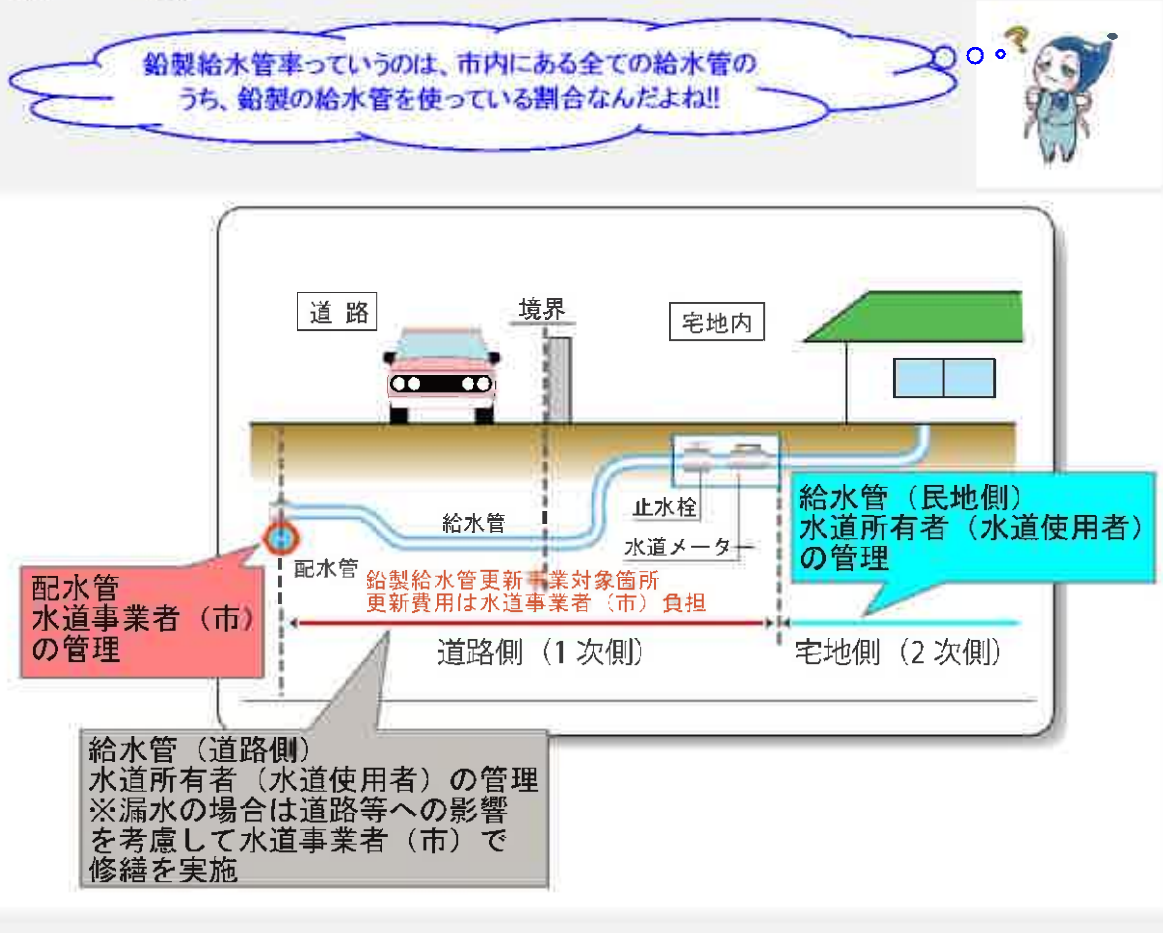 鉛製給水管率っていうのは、市内にある全ての給水管の
うち、鉛製の給水管を使っている割合なんだよね!!
道 路
境界
宅地内
止水栓
給水管
水道メータ
配水管
鉛製給水管更新事業対象箇所
更新費用は水道事業者（市）負担
給水管（民地側）
水道所有者（水道使用者）
の管理
配水管
水道事業者（市）
の管理
道路側（1 次側）
宅地側（2 次側）
給水管（道路側）
水道所有者（水道使用者）の管理
※漏水の場合は道路等への影響
を考慮して水道事業者（市）で
修繕を実施